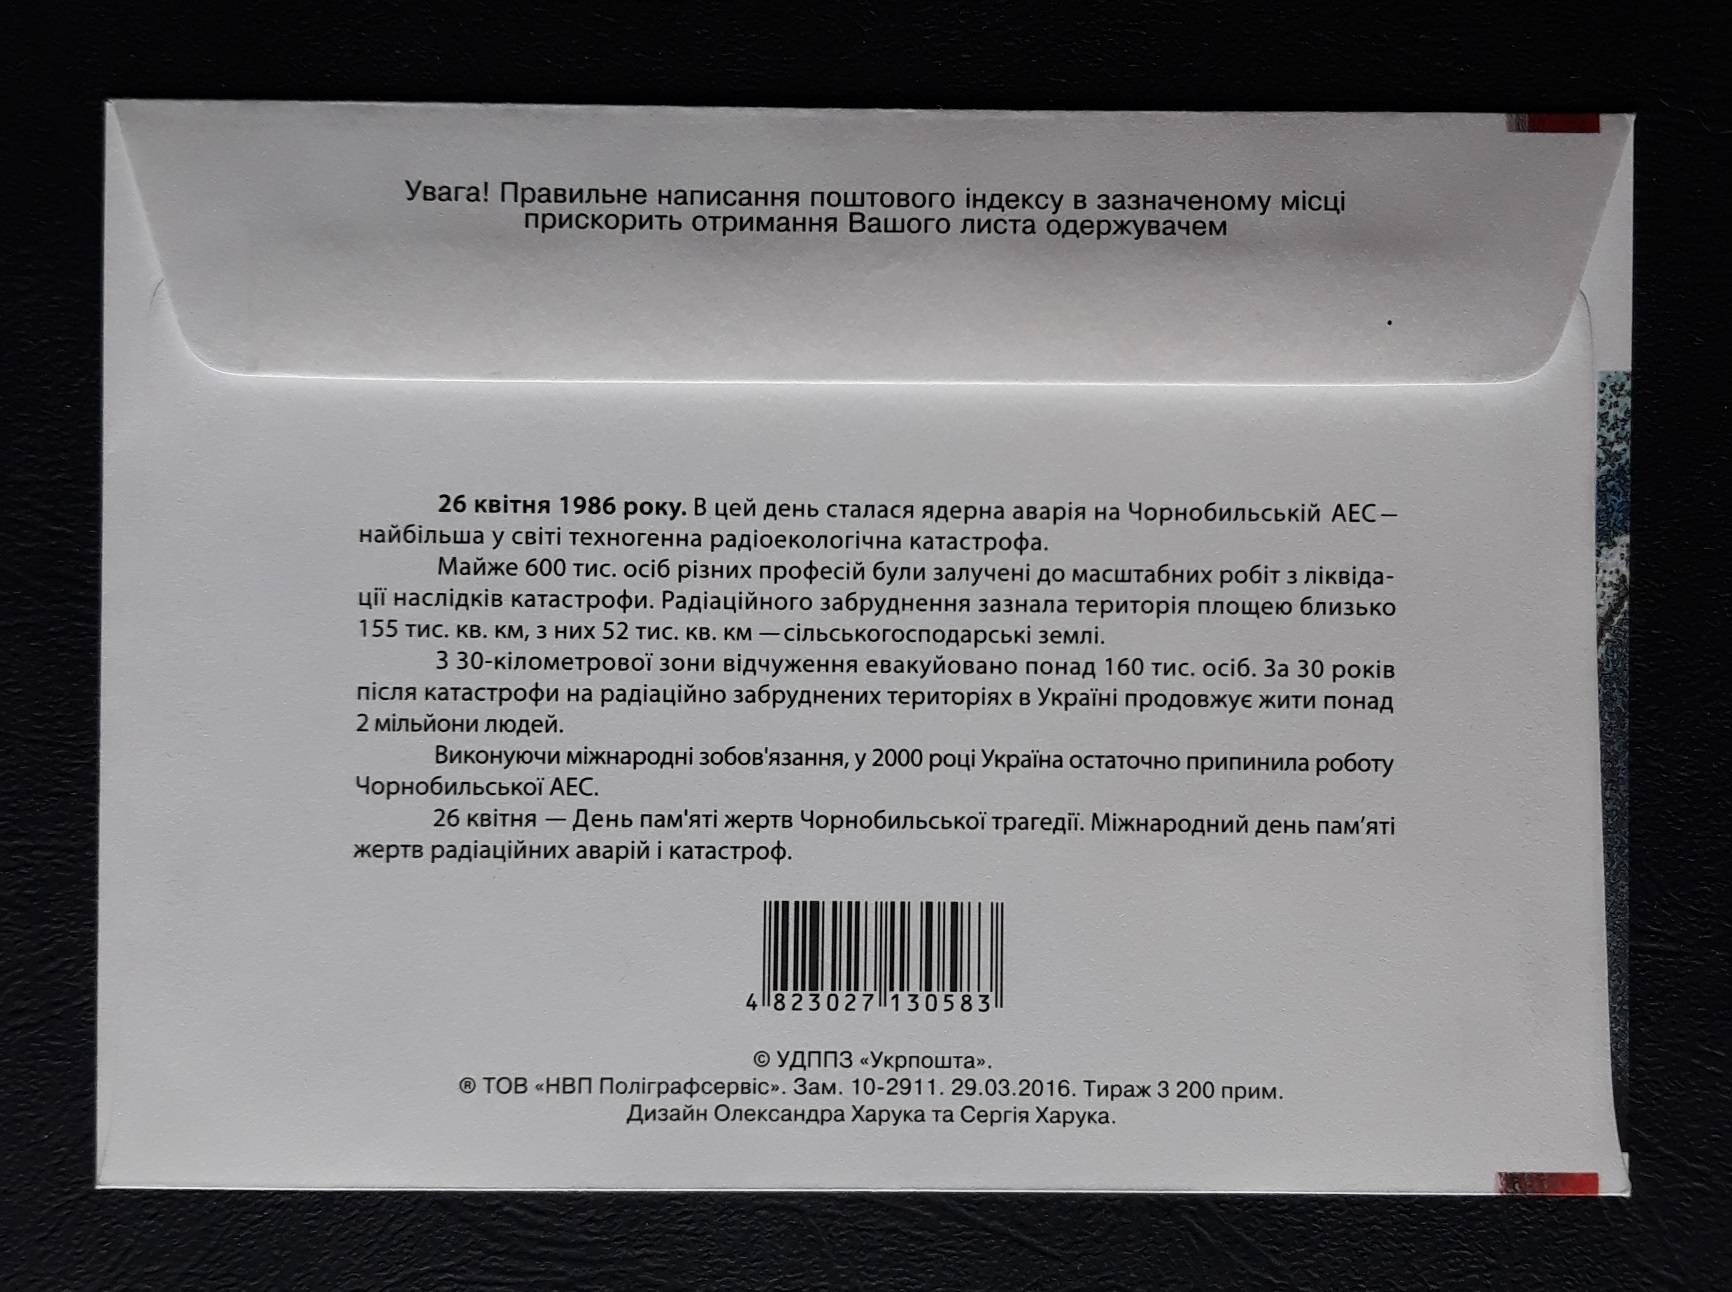 Увага! Правильне написання поштового індексу в зазначеному місці
прискорить отримання Вашого листа одержувачем
26 квітня 1986 року. В цей день сталася ядерна аварія на Чорнобильській АЕС —
найбільша у світі техногенна радіоекологічна катастрофа.
Майже 600 тис. осіб різних професій були залучені до масштабних робіт з ліквіда-
ції наслідків катастрофи. Радіаційного забруднення зазнала територія площею близько
155 тис. кв. км, з них 52 тис. кв. км — сільськогосподарські землі.
З 30-кілометрової зони відчуження евакуйовано понад 160 тис. осіб. За 30 років
після катастрофи на радіаційно забруднених територіях в Україні продовжує жити понад
2 мільйони людей.
Виконуючи міжнародні зобов'язання, у 2000 році Україна остаточно припинила роботу
Чорнобильської АЕС.
26 квітня — День пам'яті жертв Чорнобильської трагедії. Міжнародний день пам’яті
жертв радіаційних аварій і катастроф.
4 823027 130583
© УДППЗ «Укрпошта».
® ТОВ «НВП Поліграфсервіс». Зам. 10-2911. 29.03.2016. Тираж 3 200 прим.
Дизайн Олександра Харука та Сергія Харука.